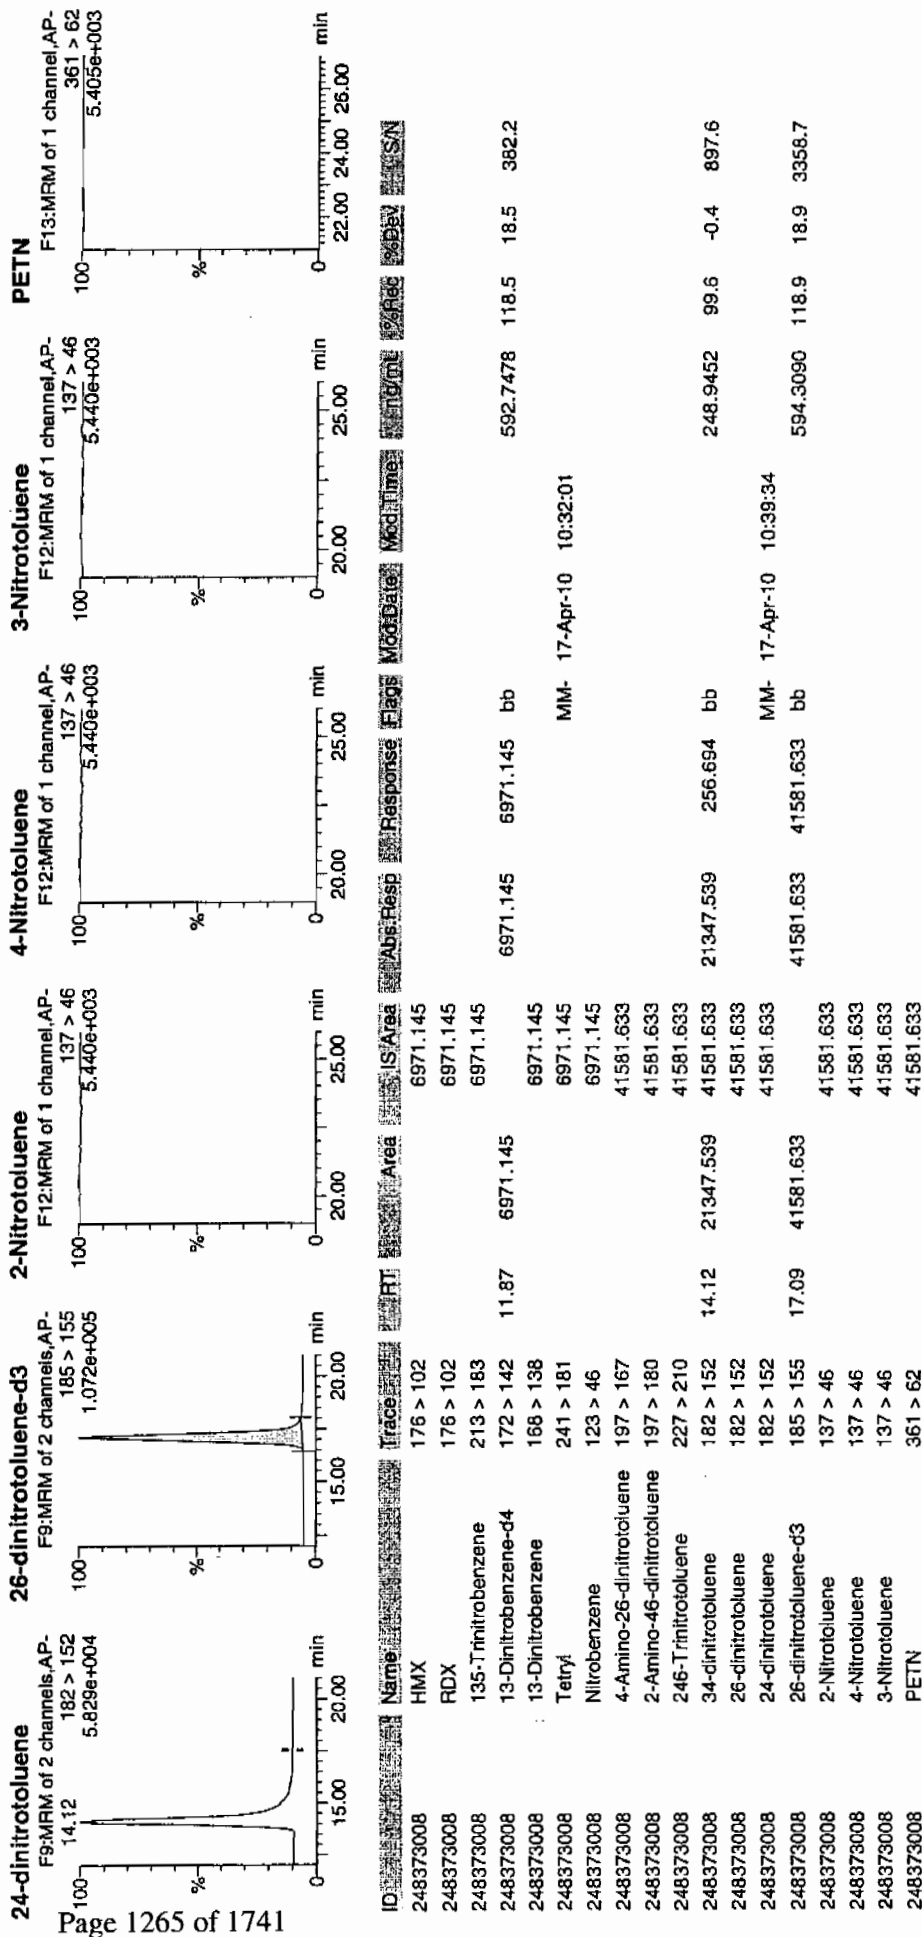 24-dinitrotoluene
F9:MRM of 2 channels,AP-
14.12 182 > 152
5.829e+004
100
%
0
15.00 20.00 min
26-dinitrotoluene-d3
F9:MRM of 2 channels,AP-
185 > 155
1.072e+005
100
%
0
15.00 20.00 min
2-Nitrotoluene
F12:MRM of 1 channel,AP-
137 > 46
5.440e+003
100
%
0
20.00 25.00 min
4-Nitrotoluene
F12:MRM of 1 channel,AP-
137 > 46
5.440e+003
100
%
0
20.00 25.00 min
3-Nitrotoluene
F12:MRM of 1 channel,AP-
137 > 46
5.440e+003
100
%
0
20.00 25.00 min
PETN
F13:MRM of 1 channel,AP-
361 > 62
5.405e+003
100
%
0
22.00 24.00 26.00 min
ID Name Trace RT Area IS Area Abs.Resp Response Flags Mod.Date Mod.Time ng/mL %Rec %Dev S/N
248373008 HMX 176 > 102 6971.145
248373008 RDX 176 > 102 6971.145
248373008 135-Trinitrobenzene 213 > 183 6971.145
248373008 13-Dinitrobenzene-d4 172 > 142 11.87 6971.145 6971.145 6971.145 bb 592.7478 118.5 18.5 382.2
248373008 13-Dinitrobenzene 168 > 138 6971.145
248373008 Tetryl 241 > 181 6971.145 MM- 17-Apr-10 10:32:01
248373008 Nitrobenzene 123 > 46 6971.145
248373008 4-Amino-26-dinitrotoluene 197 > 167 41581.633
248373008 2-Amino-46-dinitrotoluene 197 > 180 41581.633
248373008 246-Trinitrotoluene 227 > 210 41581.633
248373008 34-dinitrotoluene 182 > 152 14.12 21347.539 41581.633 21347.539 256.694 bb 248.9452 99.6 -0.4 897.6
248373008 26-dinitrotoluene 182 > 152 41581.633
248373008 24-dinitrotoluene 182 > 152 41581.633 MM- 17-Apr-10 10:39:34
248373008 26-dinitrotoluene-d3 185 > 155 17.09 41581.633 41581.633 41581.633 bb 594.3090 118.9 18.9 3358.7
248373008 2-Nitrotoluene 137 > 46 41581.633
248373008 4-Nitrotoluene 137 > 46 41581.633
248373008 3-Nitrotoluene 137 > 46 41581.633
248373008 PETN 361 > 62 41581.633
Page 1265 of 1741